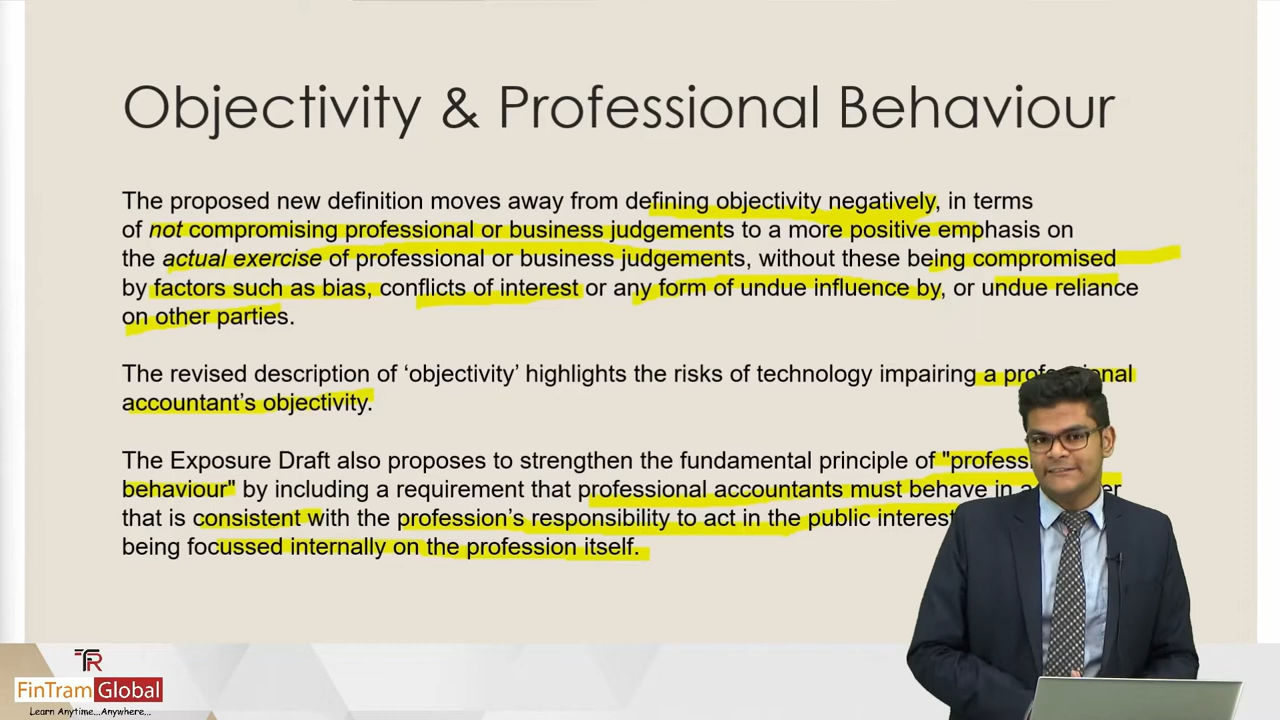 Objectivity & Professional Behaviour
The proposed new definition moves away from defining objectivity negatively, in terms
of not compromising professional or business judgements to a more positive emphasis on
the actual exercise of professional or business judgements, without these being compromised
by factors such as bias, conflicts of interest or any form of undue influence by, or undue reliance
on other parties.
The revised description of ‘objectivity’ highlights the risks of technology impairing a professional
accountant’s objectivity.
The Exposure Draft also proposes to strengthen the fundamental principle of
behaviour" by including a requirement that professional accountants must behave in
that is consistent with the profession’s responsibility to act in the public interest
being focussed internally on the profession itself.
FinTram Global
Learn Anytime...Anywhere...